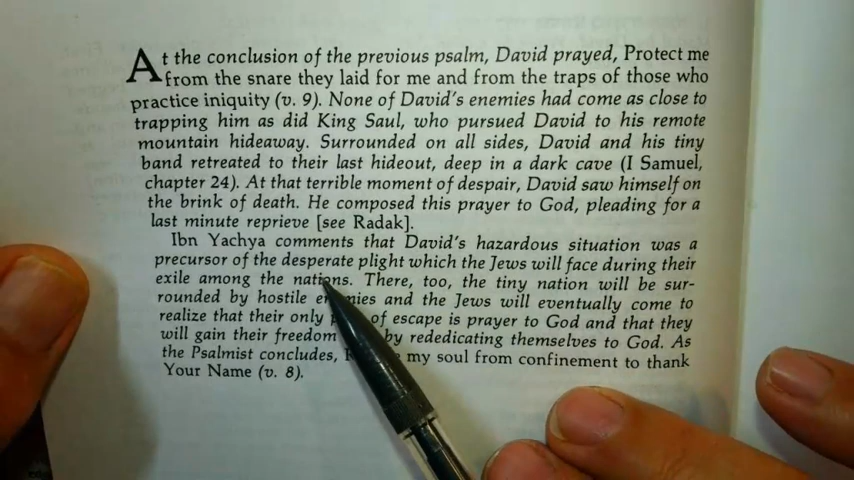 At the conclusion of the previous psalm, David prayed, Protect me
from the snare they laid for me and from the traps of those who
practice iniquity (v. 9). None of David's enemies had come as close to
trapping him as did King Saul, who pursued David to his remote
mountain hideaway. Surrounded on all sides, David and his tiny
band retreated to their last hideout, deep in a dark cave (I Samuel,
chapter 24). At that terrible moment of despair, David saw himself on
the brink of death. He composed this prayer to God, pleading for a
last minute reprieve [see Radak].
Ibn Yachya comments that David's hazardous situation was a
precursor of the desperate plight which the Jews will face during their
exile among the nations. There, too, the tiny nation will be sur-
rounded by hostile enemies and the Jews will eventually come to
realize that their only of escape is prayer to God and that they
will gain their freedom by rededicating themselves to God. As
the Psalmist concludes, my soul from confinement to thank
Your Name (v. 8).